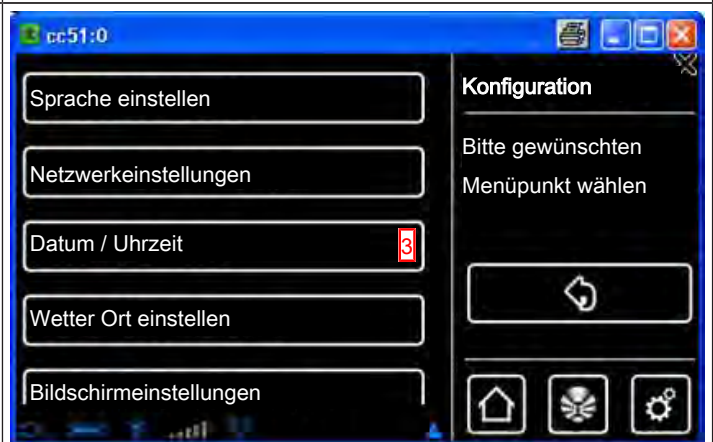 cc51:0
Sprache einstellen
Netzwerkeinstellungen
Datum / Uhrzeit 3
Wetter Ort einstellen
Bildschirmeinstellungen
Konfiguration
Bitte gewünschten
Menüpunkt wählen